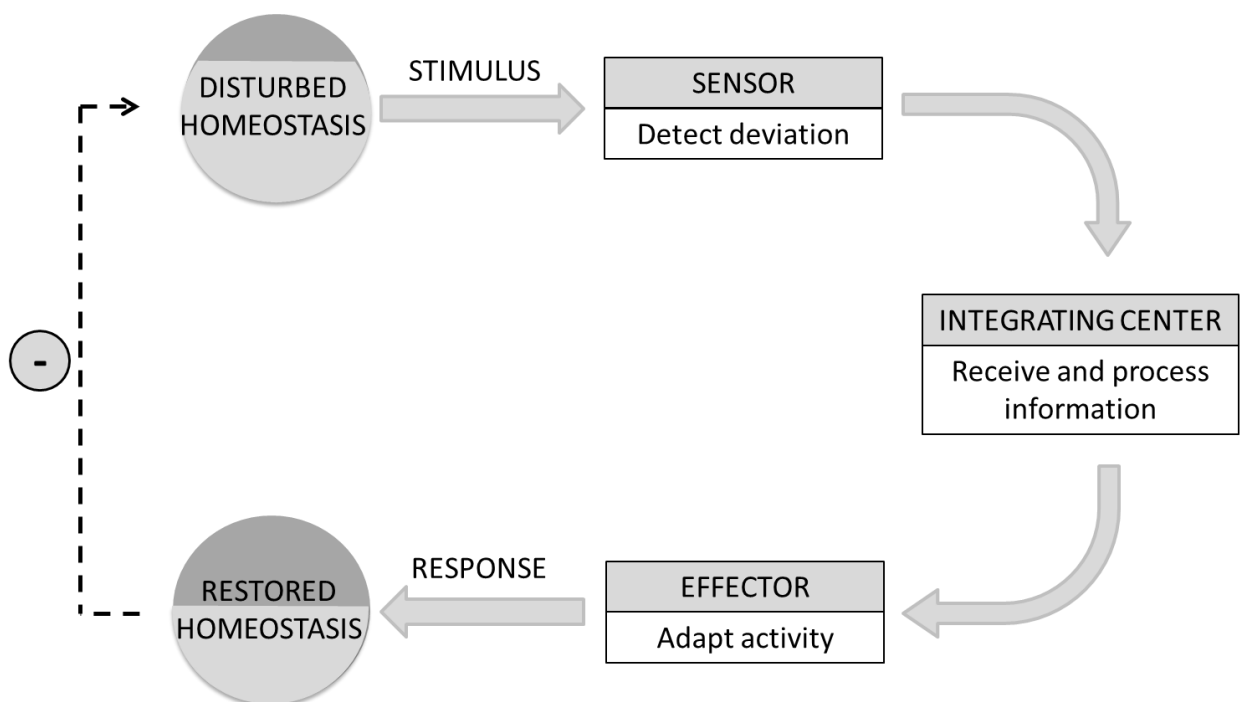 DISTURBED
HOMEOSTASIS
STIMULUS
SENSOR
Detect deviation
INTEGRATING CENTER
Receive and process
information
-
RESTORED
HOMEOSTASIS
RESPONSE
EFFECTOR
Adapt activity